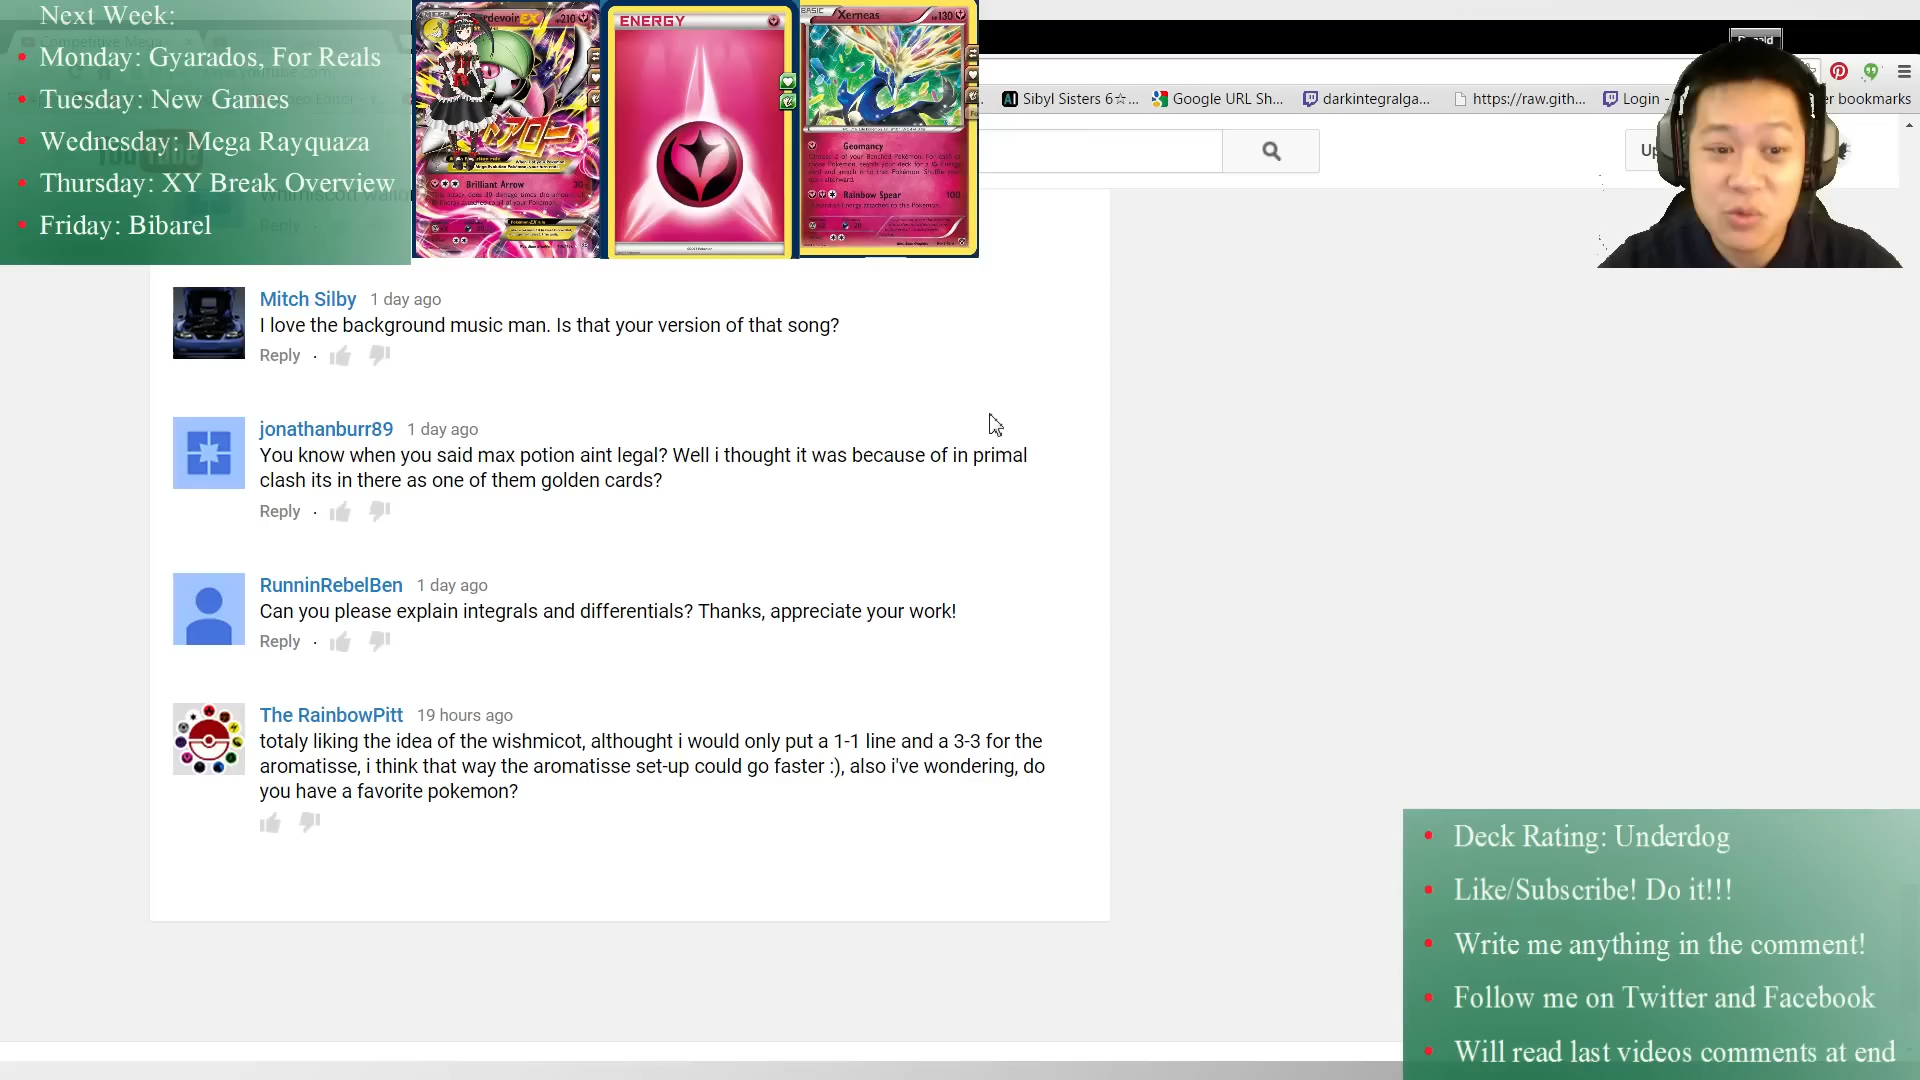 Next Week:
Monday: Gyarados, For Reals
Tuesday: New Games
Wednesday: Mega Rayquaza
Thursday: XY Break Overview
Friday: Bibarel
MEGA
EX
210
Brilliant Arrow 30
ENERGY
BASIC
Xerneas
130
Geomancy
Rainbow Spear 100
Sibyl Sisters 6☆...
Google URL Sh...
darkintegralga...
https://raw.gith...
Login -
er bookmarks
Mitch Silby 1 day ago
I love the background music man. Is that your version of that song?
Reply ·
jonathanburr89 1 day ago
You know when you said max potion aint legal? Well i thought it was because of in primal
clash its in there as one of them golden cards?
Reply ·
RunninRebelBen 1 day ago
Can you please explain integrals and differentials? Thanks, appreciate your work!
Reply ·
The RainbowPitt 19 hours ago
totaly liking the idea of the wishmicot, althought i would only put a 1-1 line and a 3-3 for the
aromatisse, i think that way the aromatisse set-up could go faster :), also i've wondering, do
you have a favorite pokemon?
Deck Rating: Underdog
Like/Subscribe! Do it!!!
Write me anything in the comment!
Follow me on Twitter and Facebook
Will read last videos comments at end